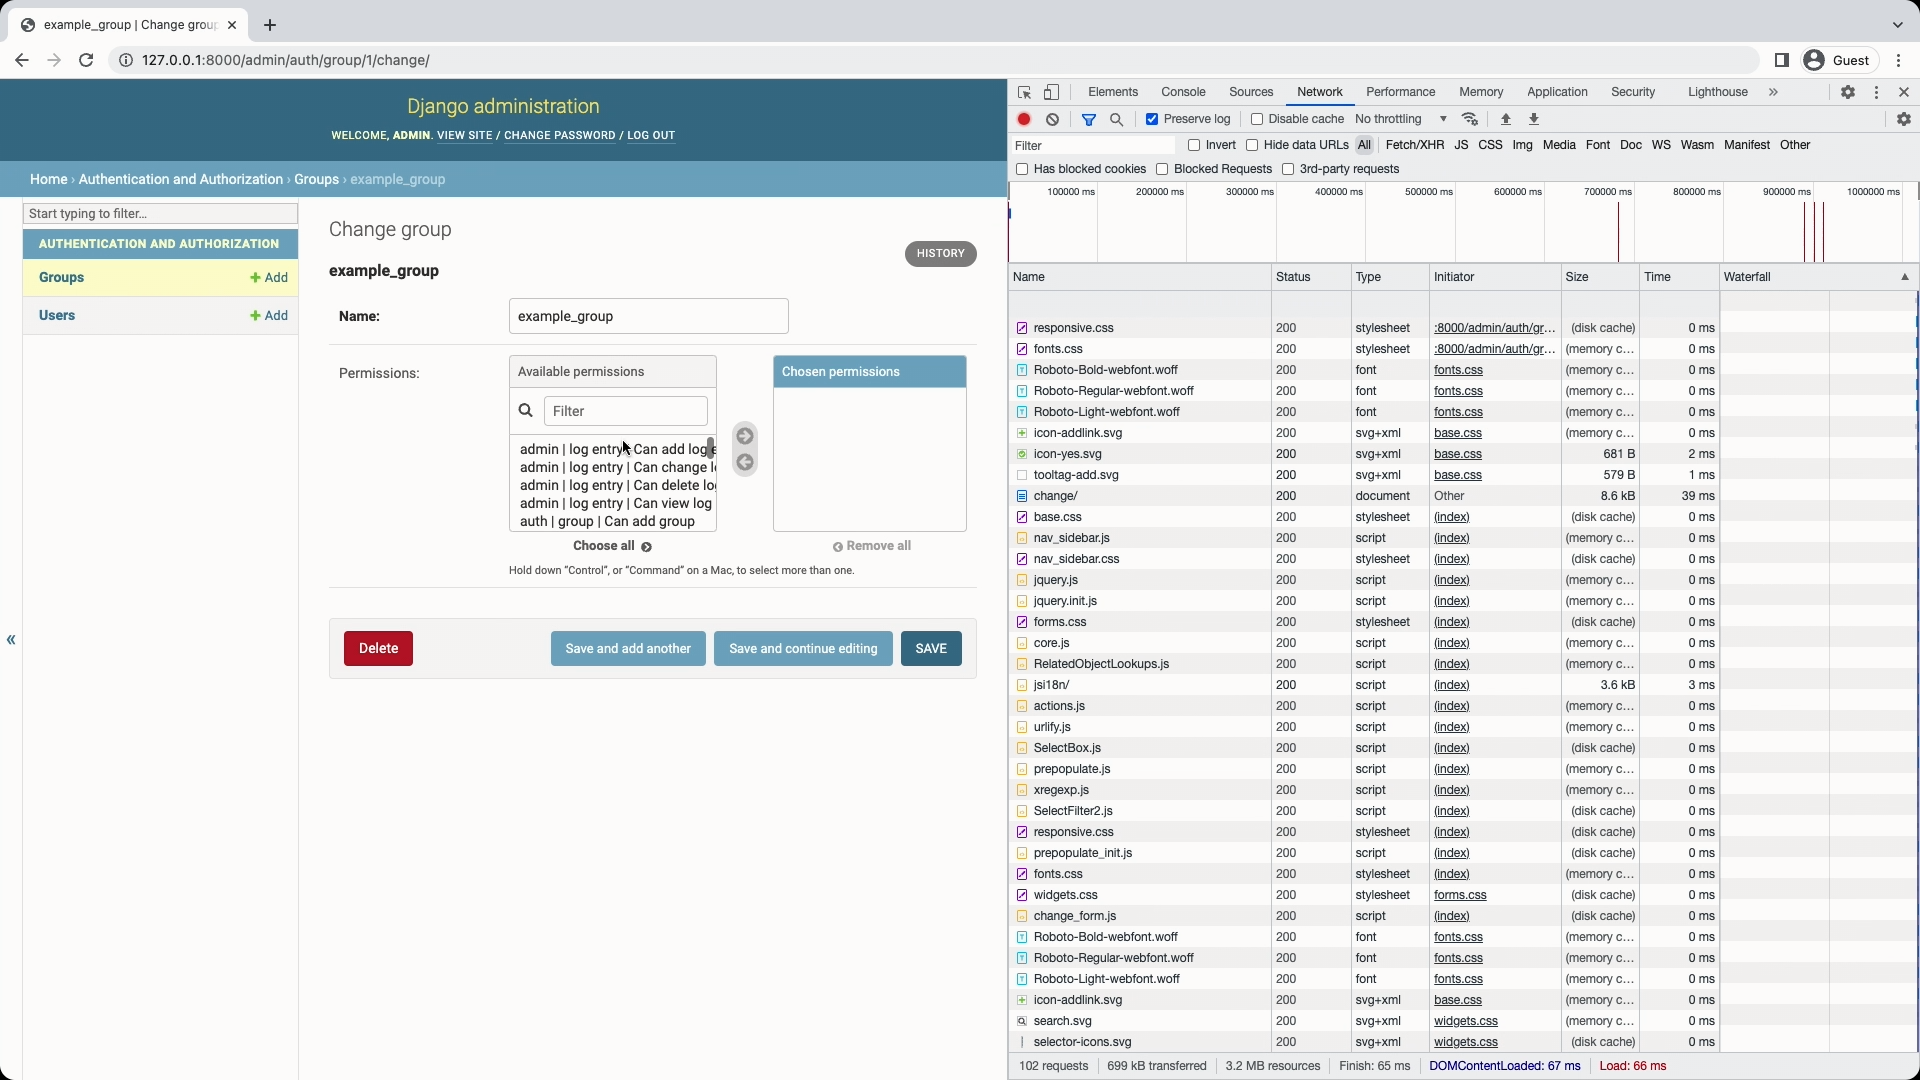 example_group | Change group
127.0.0.1:8000/admin/auth/group/1/change/
Guest
Django administration
WELCOME, ADMIN. VIEW SITE / CHANGE PASSWORD / LOG OUT
Home › Authentication and Authorization › Groups › example_group
Start typing to filter...
AUTHENTICATION AND AUTHORIZATION
Groups + Add
Users + Add
«
Change group
HISTORY
example_group
Name: example_group
Permissions:
Available permissions
Filter
admin | log entry | Can add log e
admin | log entry | Can change l
admin | log entry | Can delete lo
admin | log entry | Can view log
auth | group | Can add group
Choose all
Chosen permissions
Remove all
Hold down “Control”, or “Command” on a Mac, to select more than one.
Delete
Save and add another
Save and continue editing
SAVE
Elements Console Sources Network Performance Memory Application Security Lighthouse »
Preserve log Disable cache No throttling
Filter Invert Hide data URLs All Fetch/XHR JS CSS Img Media Font Doc WS Wasm Manifest Other
Has blocked cookies Blocked Requests 3rd-party requests
100000 ms 200000 ms 300000 ms 400000 ms 500000 ms 600000 ms 700000 ms 800000 ms 900000 ms 1000000 ms
Name Status Type Initiator Size Time Waterfall
responsive.css 200 stylesheet :8000/admin/auth/gr... (disk cache) 0 ms
fonts.css 200 stylesheet :8000/admin/auth/gr... (memory c... 0 ms
Roboto-Bold-webfont.woff 200 font fonts.css (memory c... 0 ms
Roboto-Regular-webfont.woff 200 font fonts.css (memory c... 0 ms
Roboto-Light-webfont.woff 200 font fonts.css (memory c... 0 ms
icon-addlink.svg 200 svg+xml base.css (memory c... 0 ms
icon-yes.svg 200 svg+xml base.css 681 B 2 ms
tooltag-add.svg 200 svg+xml base.css 579 B 1 ms
change/ 200 document Other 8.6 kB 39 ms
base.css 200 stylesheet (index) (disk cache) 0 ms
nav_sidebar.js 200 script (index) (memory c... 0 ms
nav_sidebar.css 200 stylesheet (index) (disk cache) 0 ms
jquery.js 200 script (index) (memory c... 0 ms
jquery.init.js 200 script (index) (memory c... 0 ms
forms.css 200 stylesheet (index) (disk cache) 0 ms
core.js 200 script (index) (memory c... 0 ms
RelatedObjectLookups.js 200 script (index) (memory c... 0 ms
jsi18n/ 200 script (index) 3.6 kB 3 ms
actions.js 200 script (index) (memory c... 0 ms
urlify.js 200 script (index) (memory c... 0 ms
SelectBox.js 200 script (index) (disk cache) 0 ms
prepopulate.js 200 script (index) (memory c... 0 ms
xregexp.js 200 script (index) (memory c... 0 ms
SelectFilter2.js 200 script (index) (disk cache) 0 ms
responsive.css 200 stylesheet (index) (disk cache) 0 ms
prepopulate_init.js 200 script (index) (disk cache) 0 ms
fonts.css 200 stylesheet (index) (memory c... 0 ms
widgets.css 200 stylesheet forms.css (disk cache) 0 ms
change_form.js 200 script (index) (disk cache) 0 ms
Roboto-Bold-webfont.woff 200 font fonts.css (memory c... 0 ms
Roboto-Regular-webfont.woff 200 font fonts.css (memory c... 0 ms
Roboto-Light-webfont.woff 200 font fonts.css (memory c... 0 ms
icon-addlink.svg 200 svg+xml base.css (memory c... 0 ms
search.svg 200 svg+xml widgets.css (memory c... 0 ms
selector-icons.svg 200 svg+xml widgets.css (disk cache) 0 ms
102 requests 699 kB transferred 3.2 MB resources Finish: 65 ms DOMContentLoaded: 67 ms Load: 66 ms